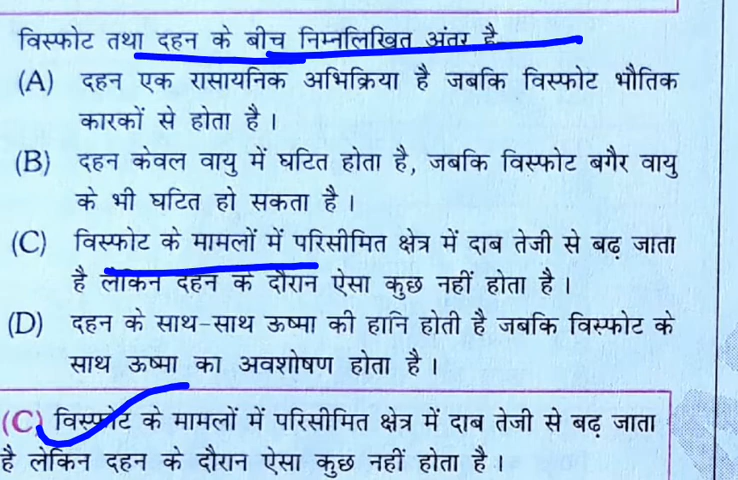 विस्फोट तथा दहन के बीच निम्नलिखित अंतर है
(A) दहन एक रासायनिक अभिक्रिया है जबकि विस्फोट भौतिक
कारकों से होता है।
(B) दहन केवल वायु में घटित होता है, जबकि विस्फोट बगैर वायु
के भी घटित हो सकता है।
(C) विस्फोट के मामलों में परिसीमित क्षेत्र में दाब तेजी से बढ़ जाता
है लेकिन दहन के दौरान ऐसा कुछ नहीं होता है।
(D) दहन के साथ-साथ ऊष्मा की हानि होती है जबकि विस्फोट के
साथ ऊष्मा का अवशोषण होता है।
(C) विस्फोट के मामलों में परिसीमित क्षेत्र में दाब तेजी से बढ़ जाता
है लेकिन दहन के दौरान ऐसा कुछ नहीं होता है।